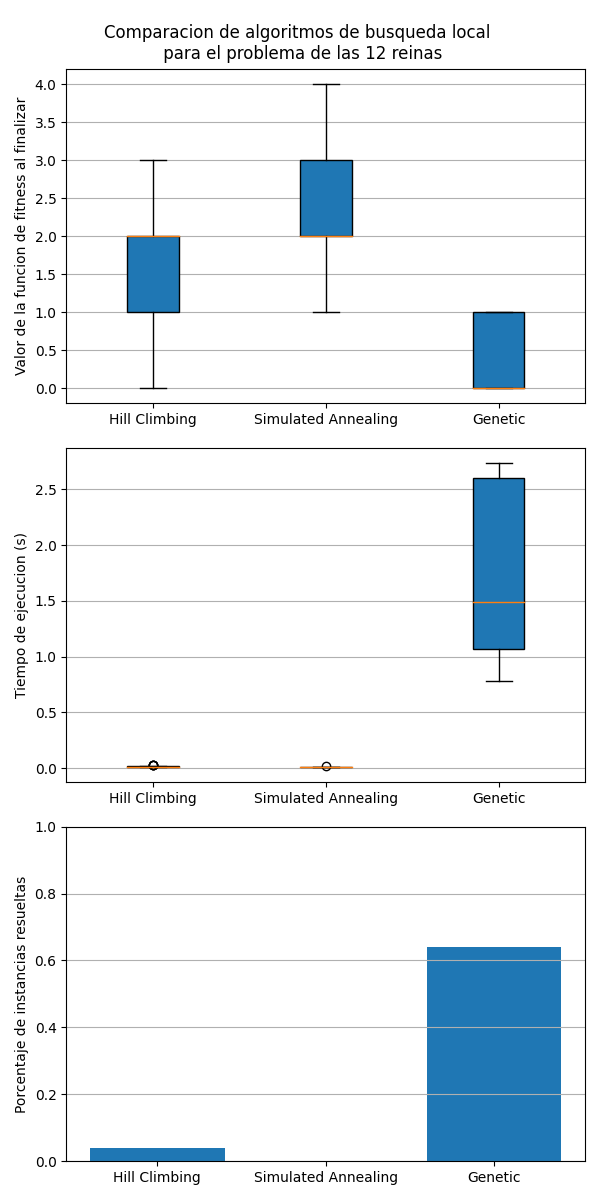 Comparacion de algoritmos de busqueda local
para el problema de las 12 reinas
Valor de la funcion de fitness al finalizar
4.0
3.5
3.0
2.5
2.0
1.5
1.0
0.5
0.0
Hill Climbing
Simulated Annealing
Genetic
Tiempo de ejecucion (s)
2.5
2.0
1.5
1.0
0.5
0.0
Hill Climbing
Simulated Annealing
Genetic
Porcentaje de instancias resueltas
1.0
0.8
0.6
0.4
0.2
0.0
Hill Climbing
Simulated Annealing
Genetic